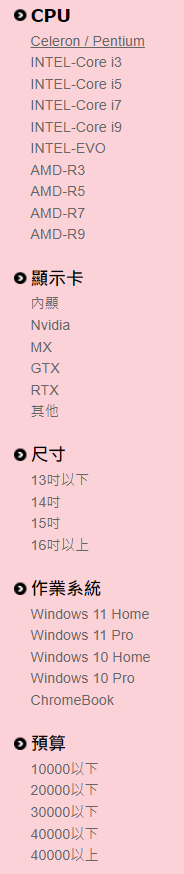 CPU
Celeron / Pentium
INTEL-Core i3
INTEL-Core i5
INTEL-Core i7
INTEL-Core i9
INTEL-EVO
AMD-R3
AMD-R5
AMD-R7
AMD-R9
顯示卡
內顯
Nvidia
MX
GTX
RTX
其他
尺寸
13吋以下
14吋
15吋
16吋以上
作業系統
Windows 11 Home
Windows 11 Pro
Windows 10 Home
Windows 10 Pro
ChromeBook
預算
10000以下
20000以下
30000以下
40000以下
40000以上